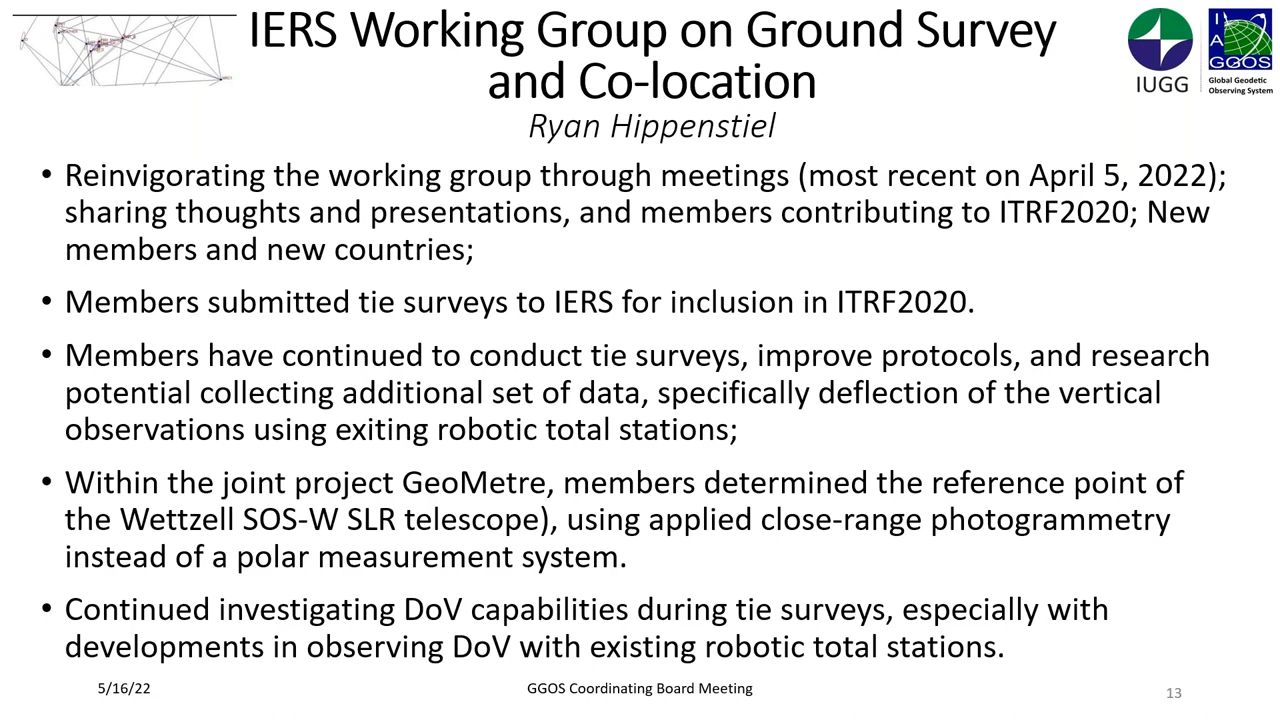 IERS Working Group on Ground Survey
and Co-location
Ryan Hippenstiel
IUGG
I
A
GGOS
Global Geodetic
Observing System
• Reinvigorating the working group through meetings (most recent on April 5, 2022);
sharing thoughts and presentations, and members contributing to ITRF2020; New
members and new countries;
• Members submitted tie surveys to IERS for inclusion in ITRF2020.
• Members have continued to conduct tie surveys, improve protocols, and research
potential collecting additional set of data, specifically deflection of the vertical
observations using exiting robotic total stations;
• Within the joint project GeoMetre, members determined the reference point of
the Wettzell SOS-W SLR telescope), using applied close-range photogrammetry
instead of a polar measurement system.
• Continued investigating DoV capabilities during tie surveys, especially with
developments in observing DoV with existing robotic total stations.
5/16/22
GGOS Coordinating Board Meeting
13